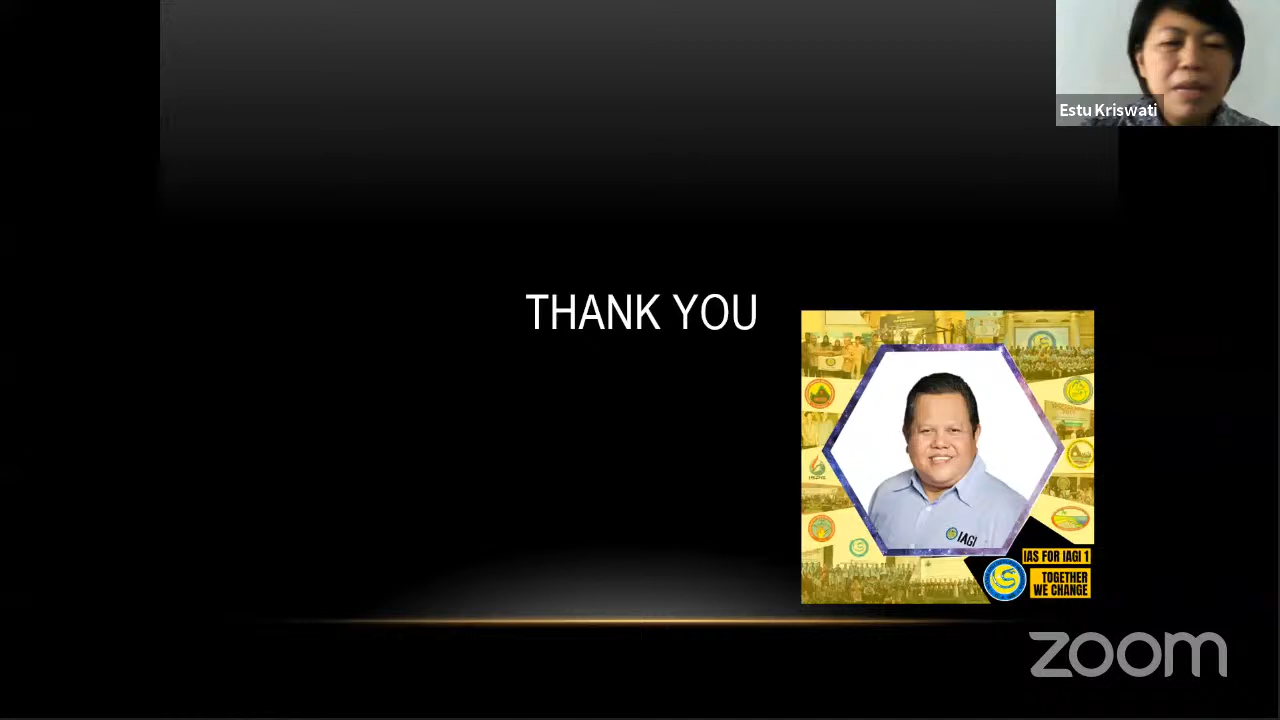 Estu Kriswati
THANK YOU
IAGI
IAS FOR IAGI 1
TOGETHER
WE CHANGE
zoom